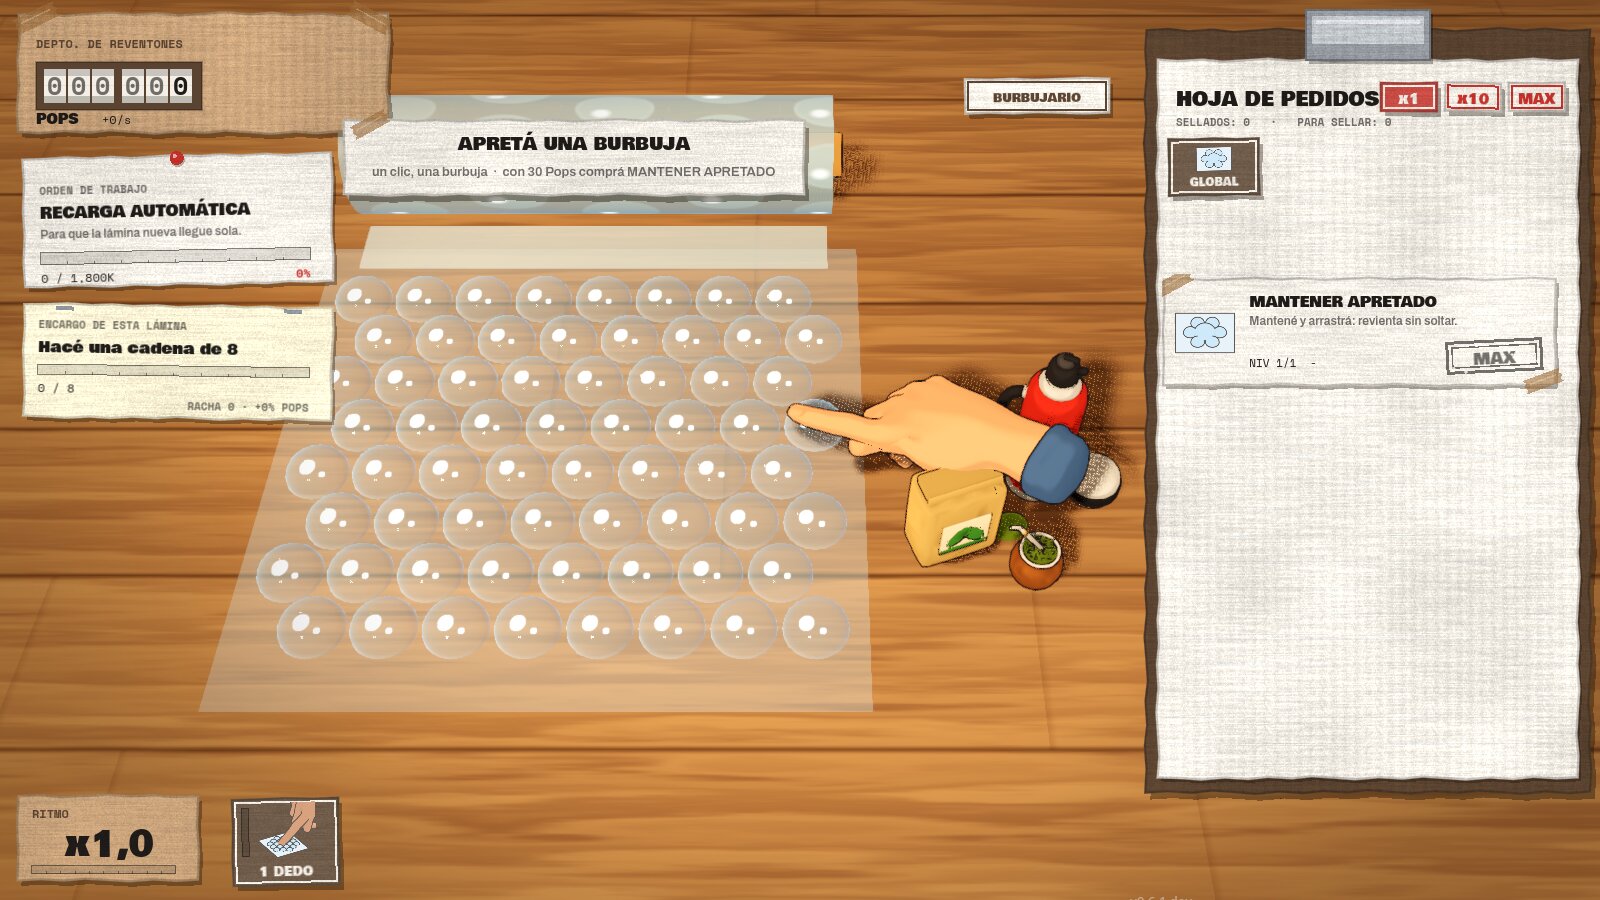 DEPTO. DE REVENTONES
000 000
POPS +0/s
ORDEN DE TRABAJO
RECARGA AUTOMÁTICA
Para que la lámina nueva llegue sola.
0 / 1.800K 0%
ENCARGO DE ESTA LÁMINA
Hacé una cadena de 8
0 / 8
RACHA 0 · +0% POPS
APRETÁ UNA BURBUJA
un clic, una burbuja · con 30 Pops comprá MANTENER APRETADO
BURBUJARIO
HOJA DE PEDIDOS x1 x10 MAX
SELLADOS: 0 · PARA SELLAR: 0
GLOBAL
MANTENER APRETADO
Mantené y arrastrá: revienta sin soltar.
NIV 1/1 -
MAX
RITMO
x1,0
1 DEDO